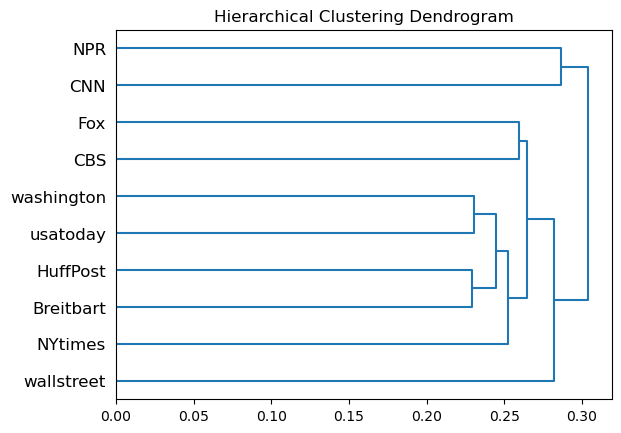 Hierarchical Clustering Dendrogram
NPR
CNN
Fox
CBS
washington
usatoday
HuffPost
Breitbart
NYtimes
wallstreet
0.00 0.05 0.10 0.15 0.20 0.25 0.30